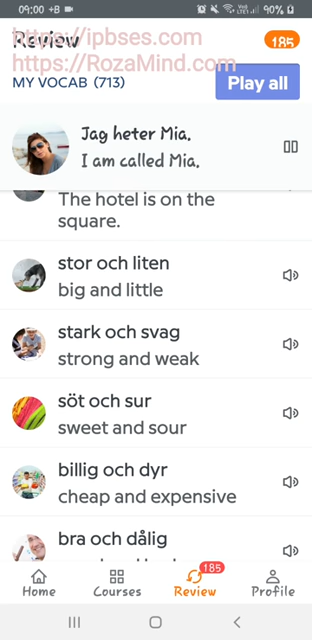 09:00 +B 90%
https://ipbses.com
Review
185
https://RozaMind.com
MY VOCAB (713)
Play all
Jag heter Mia.
I am called Mia.
The hotel is on the
square.
stor och liten
big and little
stark och svag
strong and weak
söt och sur
sweet and sour
billig och dyr
cheap and expensive
bra och dålig
185
Home Courses Review Profile